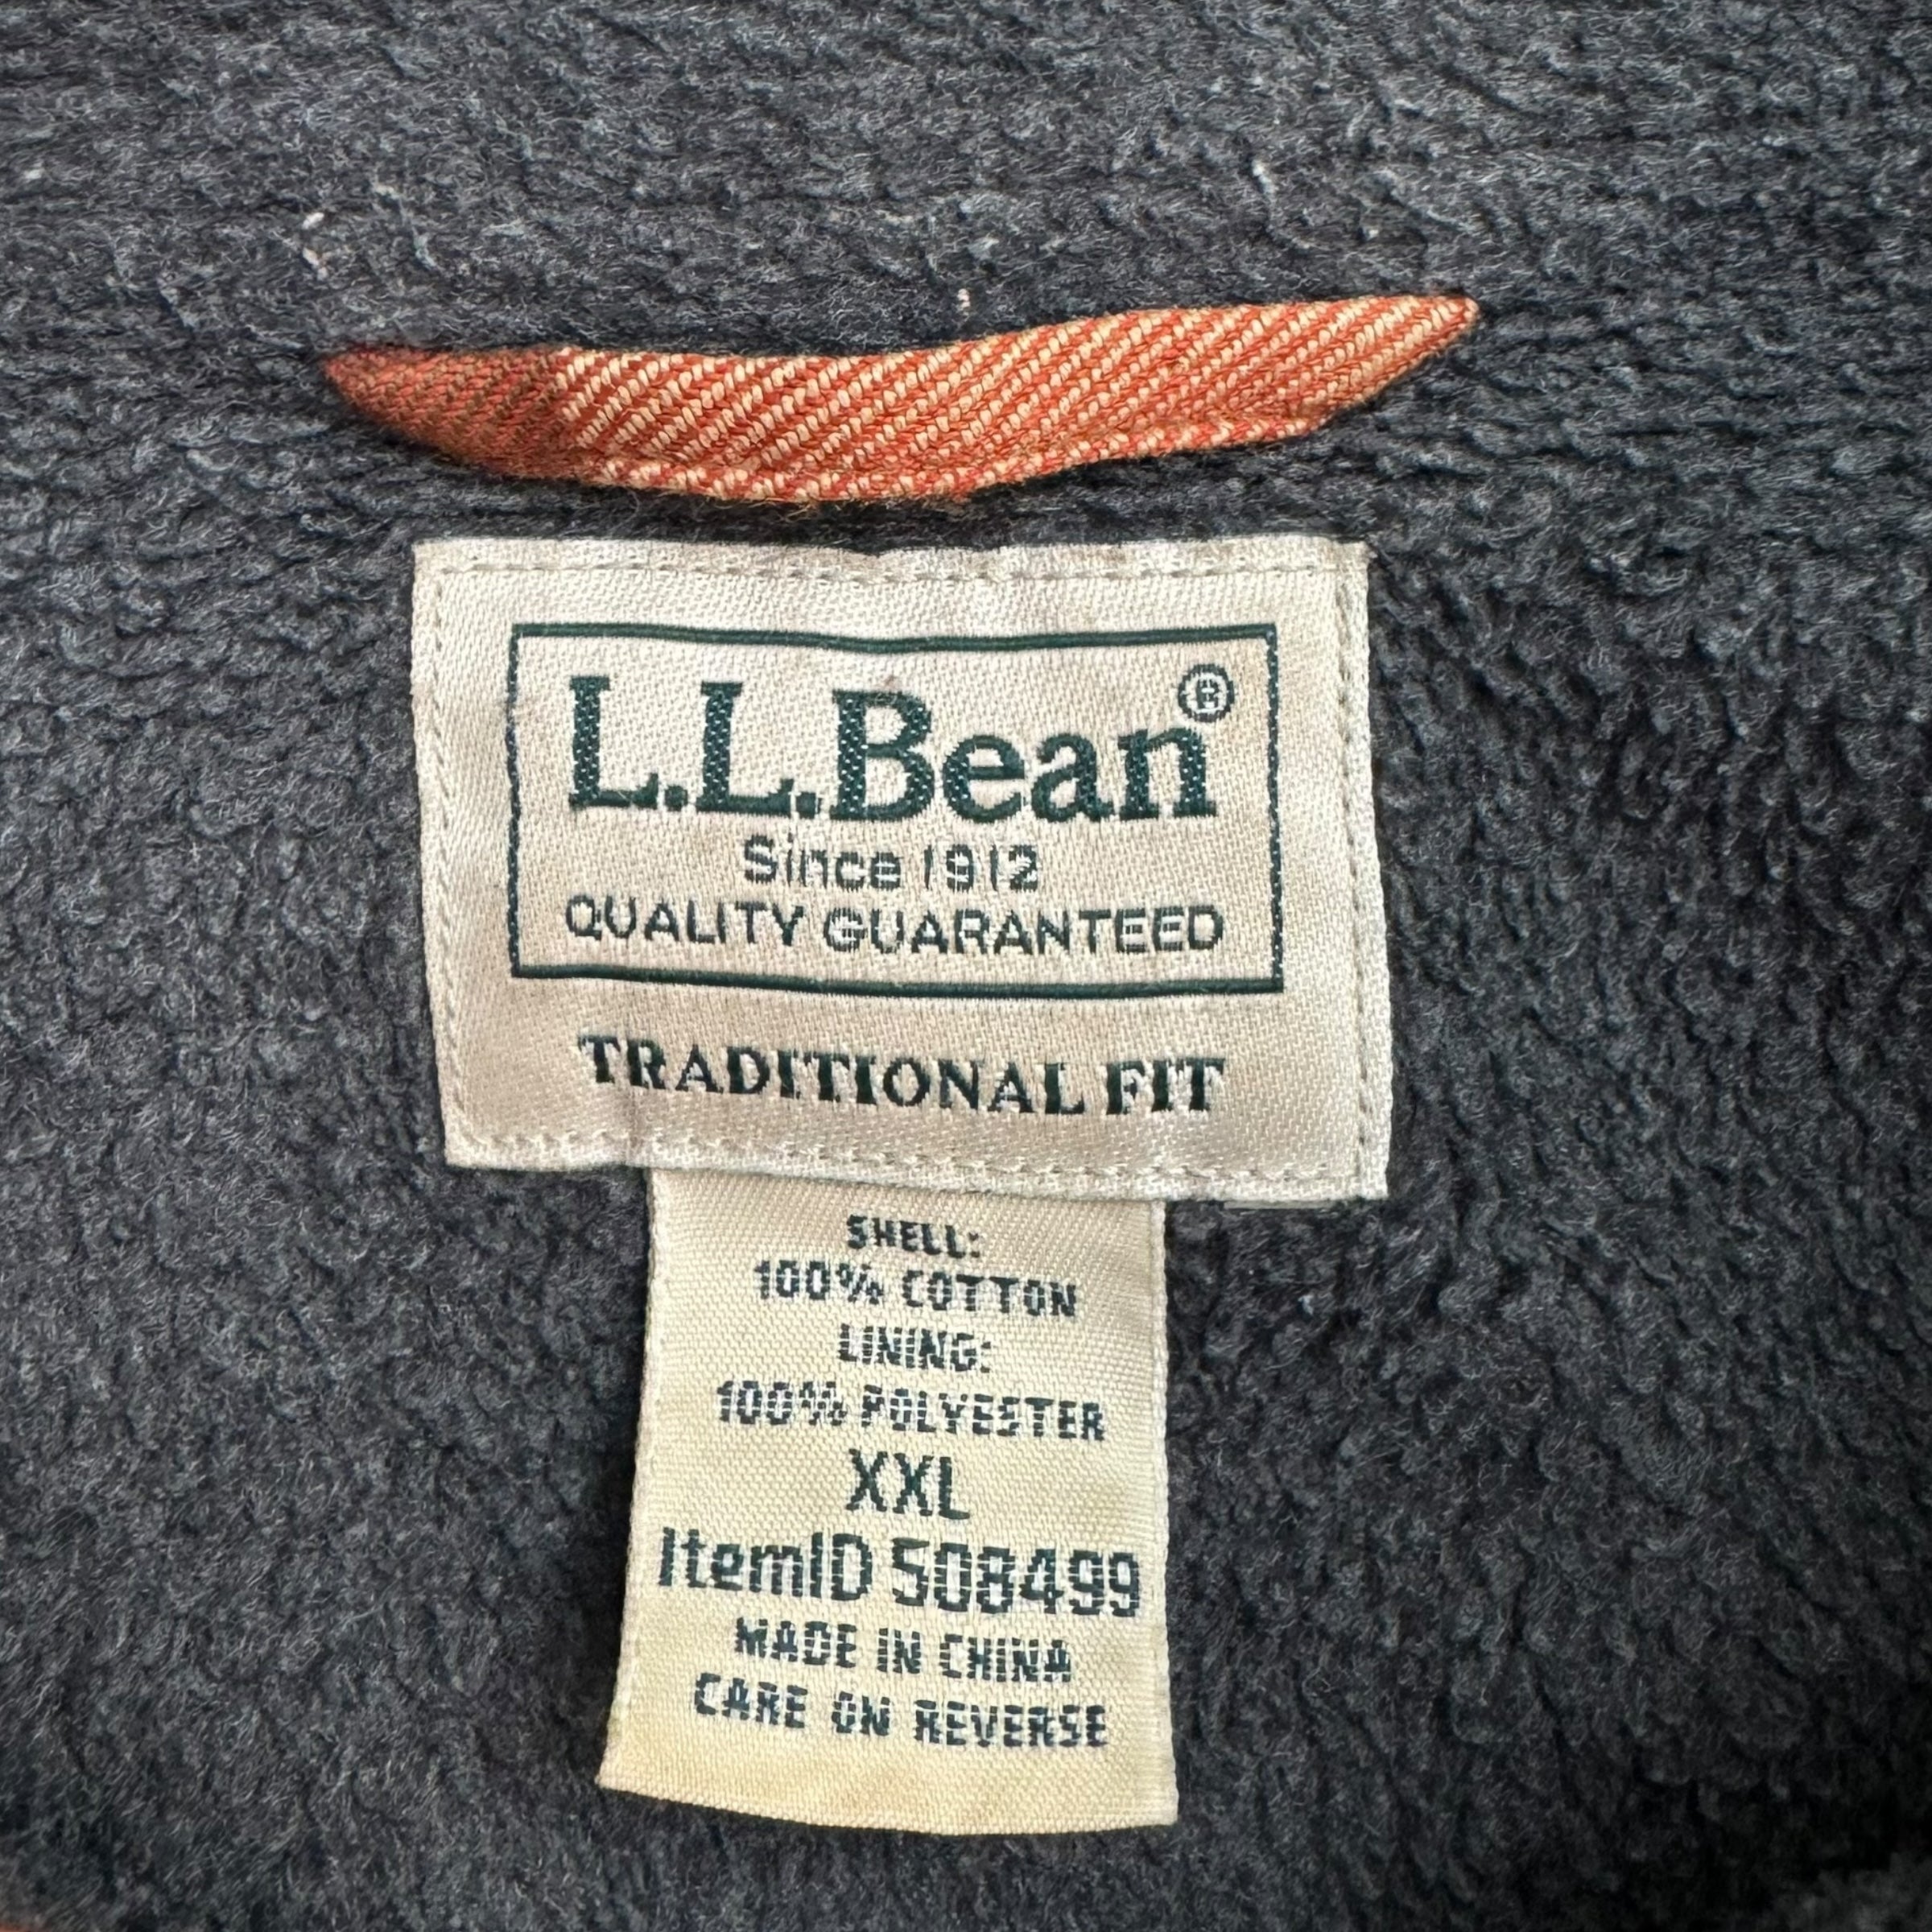 L.L.Bean®
Since 1912
QUALITY GUARANTEED
TRADITIONAL FIT
SHELL:
100% COTTON
LINING:
100% POLYESTER
XXL
ItemID 508499
MADE IN CHINA
CARE ON REVERSE